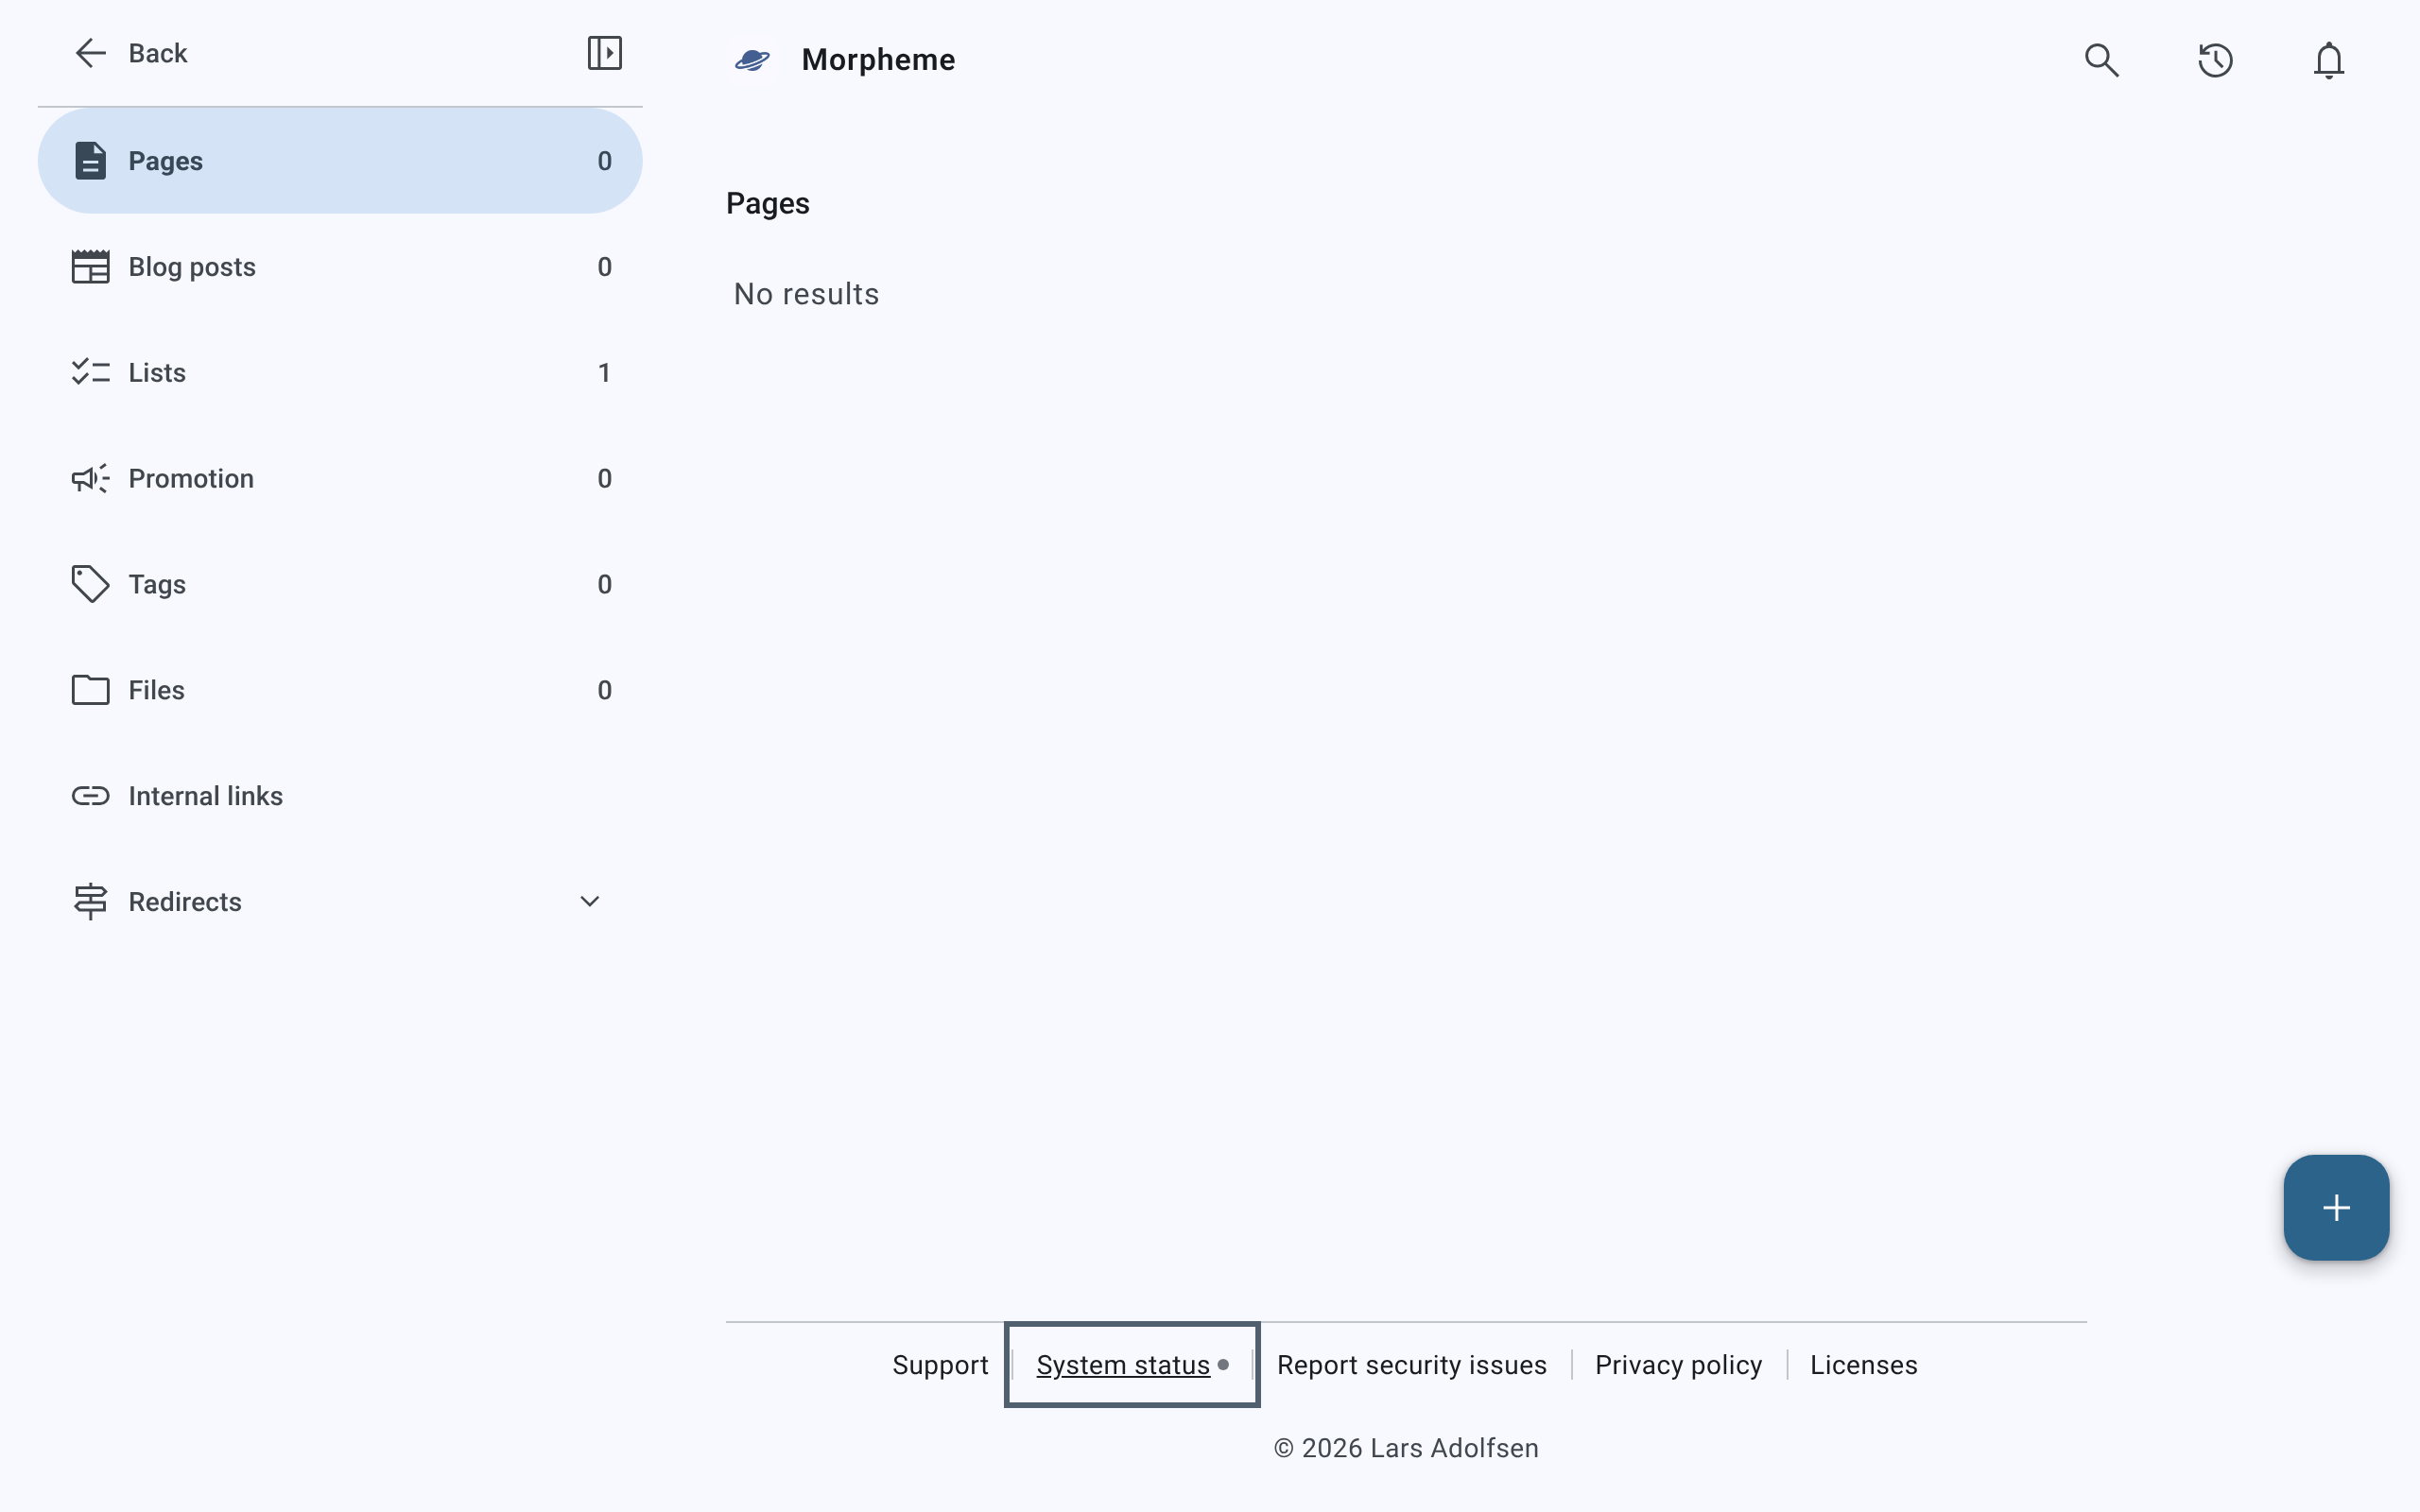 Back
Pages 0
Blog posts 0
Lists 1
Promotion 0
Tags 0
Files 0
Internal links
Redirects
Morpheme
Pages
No results
Support System status Report security issues Privacy policy Licenses
© 2026 Lars Adolfsen